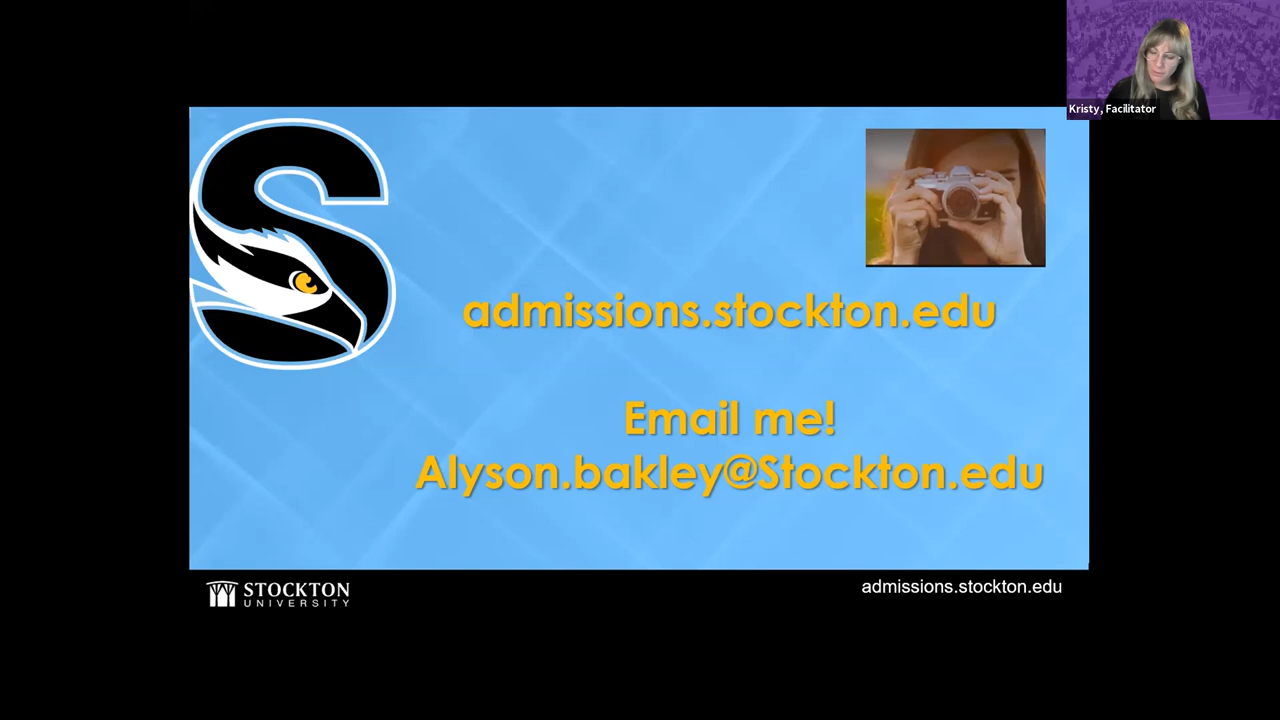 Kristy, Facilitator
admissions.stockton.edu
Email me!
Alyson.bakley@Stockton.edu
STOCKTON
UNIVERSITY
admissions.stockton.edu